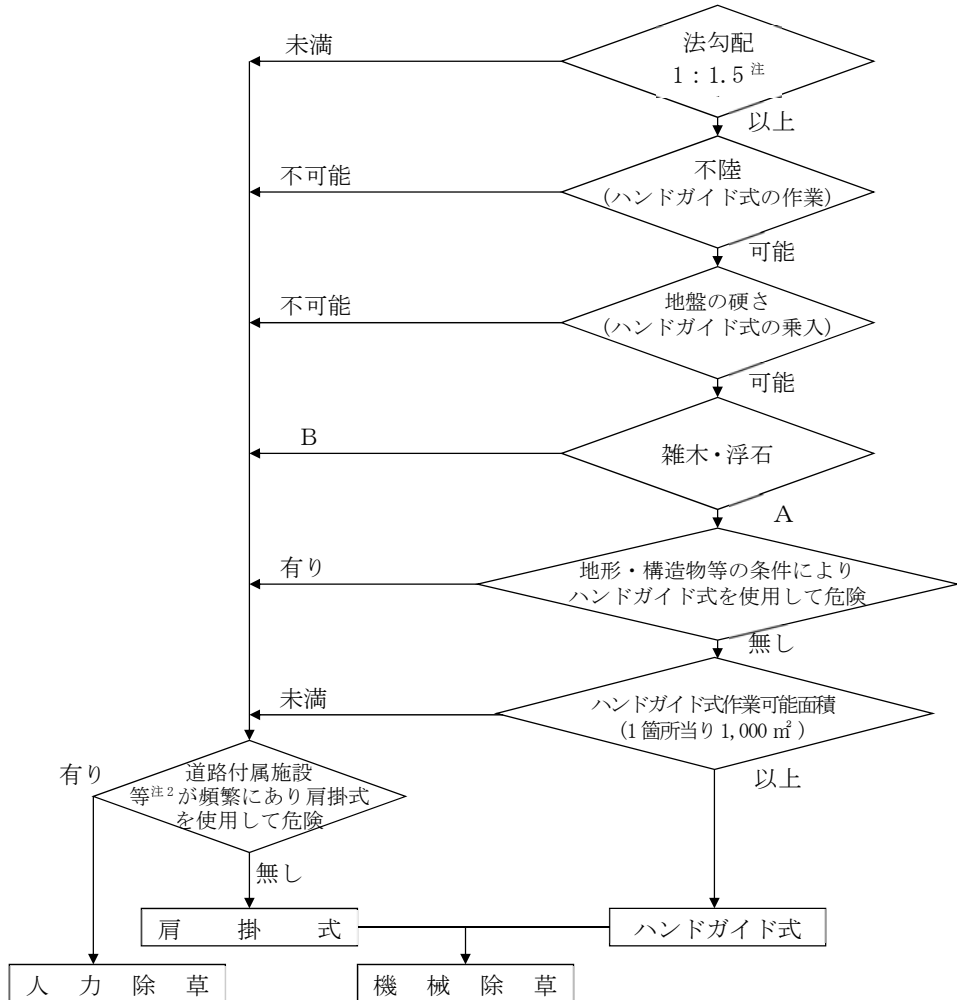 法勾配
1：1.5注
未満
以上
不陸
(ハンドガイド式の作業)
不可能
可能
地盤の硬さ
(ハンドガイド式の乗入)
不可能
可能
雑木・浮石
B
A
地形・構造物等の条件により
ハンドガイド式を使用して危険
有り
無し
ハンドガイド式作業可能面積
(1箇所当り1,000㎡)
未満
以上
道路付属施設
等注2が頻繁にあり肩掛式
を使用して危険
有り
無し
肩掛式
ハンドガイド式
人力除草
機械除草